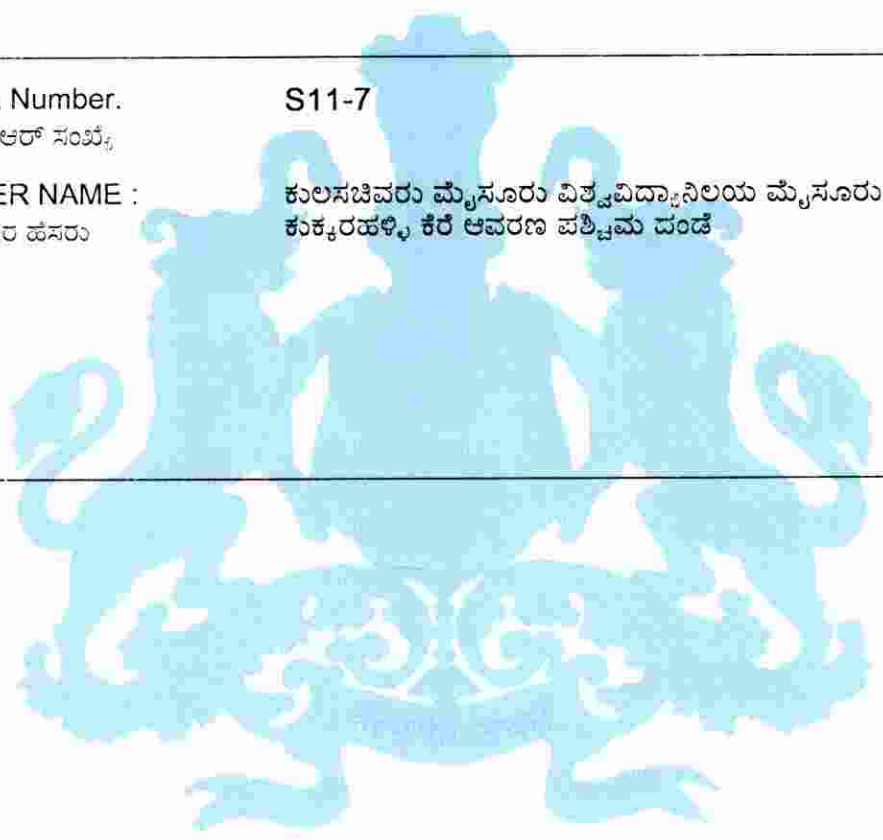 Number.
S11-7
ಆರ್ ಸಂಖ್ಯೆ
ER NAME :
ಕುಲಸಚಿವರು ಮೈಸೂರು ವಿಶ್ವವಿದ್ಯಾನಿಲಯ ಮೈಸೂರು
ರ ಹೆಸರು
ಕುಕ್ಕರಹಳ್ಳಿ ಕೆರೆ ಆವರಣ ಪಶ್ಚಿಮ ದಂಡೆ